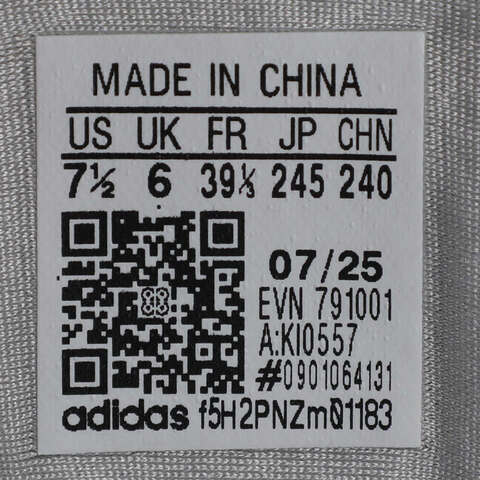 MADE IN CHINA
US UK FR JP CHN
7½ 6 39⅓ 245 240
07/25
EVN 791001
A:KI0557
#0901064131
adidas f5H2PNZm01183